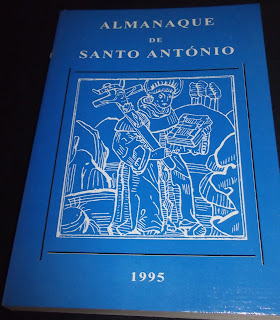 ALMANAQUE
DE
SANTO ANTÓNIO
1995